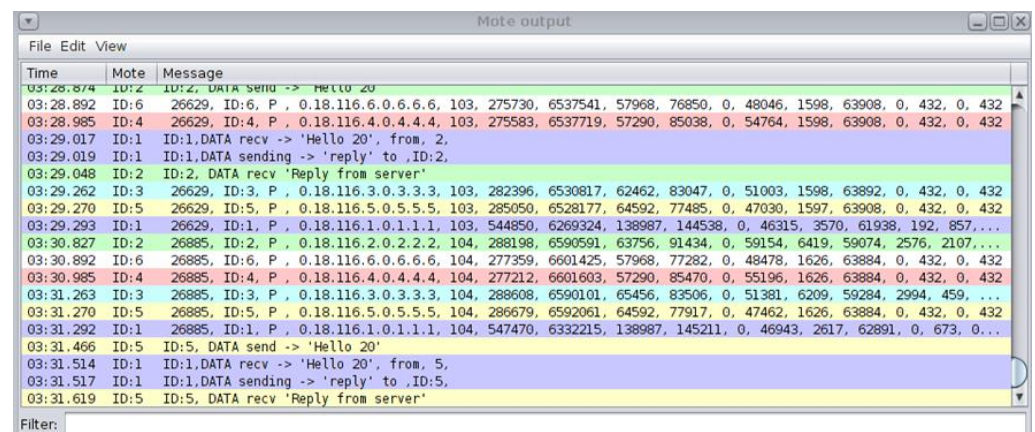 Mote output
File Edit View
Time Mote Message
03:28.874 ID:2 ID:2, DATA send -> 'Hello 20'
03:28.892 ID:6 26629, ID:6, P , 0.18.116.6.0.6.6.6, 103, 275730, 6537541, 57968, 76850, 0, 48046, 1598, 63908, 0, 432, 0, 432
03:28.985 ID:4 26629, ID:4, P , 0.18.116.4.0.4.4.4, 103, 275583, 6537719, 57290, 85038, 0, 54764, 1598, 63908, 0, 432, 0, 432
03:29.017 ID:1 ID:1,DATA recv -> 'Hello 20', from, 2,
03:29.019 ID:1 ID:1,DATA sending -> 'reply' to ,ID:2,
03:29.048 ID:2 ID:2, DATA recv 'Reply from server'
03:29.262 ID:3 26629, ID:3, P , 0.18.116.3.0.3.3.3, 103, 282396, 6530817, 62462, 83047, 0, 51003, 1598, 63892, 0, 432, 0, 432
03:29.270 ID:5 26629, ID:5, P , 0.18.116.5.0.5.5.5, 103, 285050, 6528177, 64592, 77485, 0, 47030, 1597, 63908, 0, 432, 0, 432
03:29.293 ID:1 26629, ID:1, P , 0.18.116.1.0.1.1.1, 103, 544850, 6269324, 138987, 144538, 0, 46315, 3570, 61938, 192, 857,...
03:30.827 ID:2 26885, ID:2, P , 0.18.116.2.0.2.2.2, 104, 288198, 6590591, 63756, 91434, 0, 59154, 6419, 59074, 2576, 2107,...
03:30.892 ID:6 26885, ID:6, P , 0.18.116.6.0.6.6.6, 104, 277359, 6601425, 57968, 77282, 0, 48478, 1626, 63884, 0, 432, 0, 432
03:30.985 ID:4 26885, ID:4, P , 0.18.116.4.0.4.4.4, 104, 277212, 6601603, 57290, 85470, 0, 55196, 1626, 63884, 0, 432, 0, 432
03:31.263 ID:3 26885, ID:3, P , 0.18.116.3.0.3.3.3, 104, 288608, 6590101, 65456, 83506, 0, 51381, 6209, 59284, 2994, 459, ...
03:31.270 ID:5 26885, ID:5, P , 0.18.116.5.0.5.5.5, 104, 286679, 6592061, 64592, 77917, 0, 47462, 1626, 63884, 0, 432, 0, 432
03:31.292 ID:1 26885, ID:1, P , 0.18.116.1.0.1.1.1, 104, 547470, 6332215, 138987, 145211, 0, 46943, 2617, 62891, 0, 673, 0...
03:31.466 ID:5 ID:5, DATA send -> 'Hello 20'
03:31.514 ID:1 ID:1,DATA recv -> 'Hello 20', from, 5,
03:31.517 ID:1 ID:1,DATA sending -> 'reply' to ,ID:5,
03:31.619 ID:5 ID:5, DATA recv 'Reply from server'
Filter: